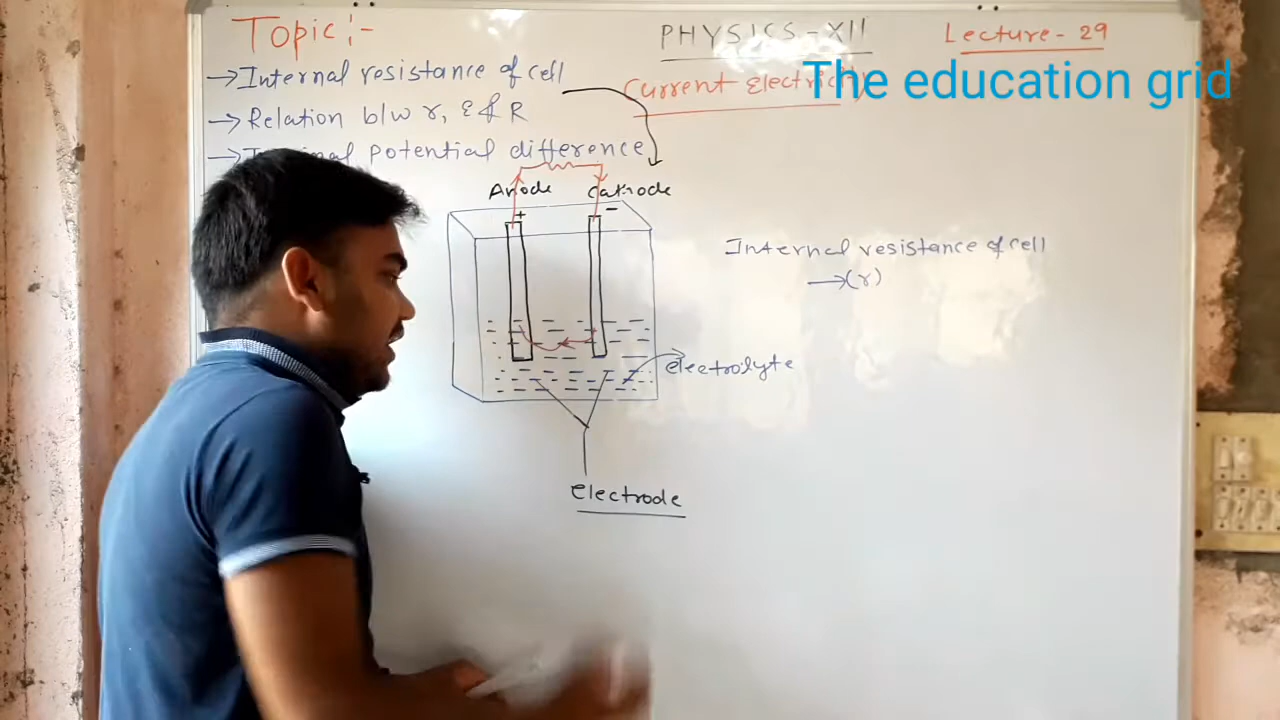 Topic :-
→ Internal resistance of cell
→ Relation b/w r, ε & R
→ potential difference
PHYSICS - XII
Lecture - 29
Current Electricity
The education grid
Anode
Cathode
+
-
Internal resistance of cell
→ (r)
electrolyte
Electrode